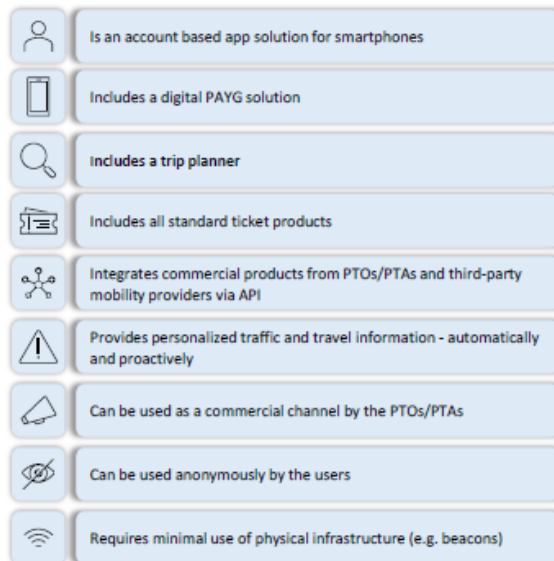 Is an account based app solution for smartphones
Includes a digital PAYG solution
Includes a trip planner
Includes all standard ticket products
Integrates commercial products from PTOs/PTAs and third-party
mobility providers via API
Provides personalized traffic and travel information - automatically
and proactively
Can be used as a commercial channel by the PTOs/PTAs
Can be used anonymously by the users
Requires minimal use of physical infrastructure (e.g. beacons)